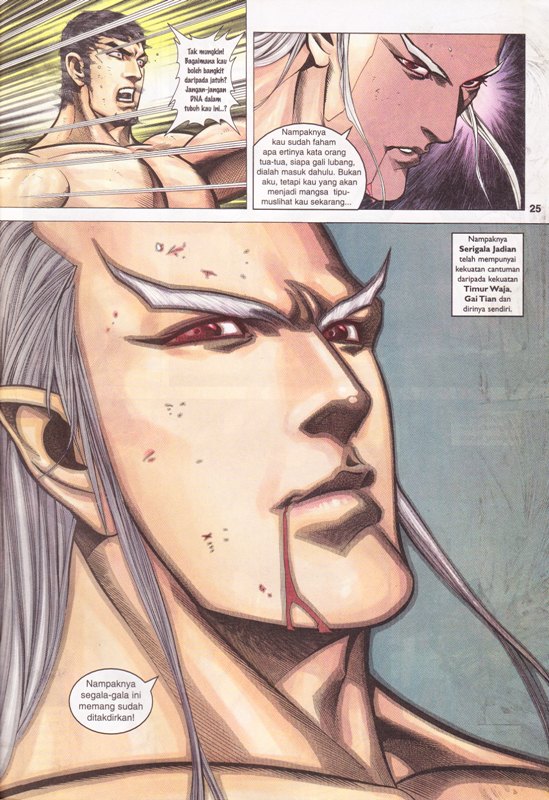 Tak mungkin!
Bagaimana kau
boleh bangkit
daripada jatuh?
Jangan-jangan
DNA dalam
tubuh kau ini...?
Nampaknya
kau sudah faham
apa ertinya kata orang
tua-tua, siapa gali lubang,
dialah masuk dahulu. Bukan
aku, tetapi kau yang akan
menjadi mangsa tipu-
muslihat kau sekarang...
25
Nampaknya
Serigala Jadian
telah mempunyai
kekuatan cantuman
daripada kekuatan
Timur Waja,
Gai Tian dan
dirinya sendiri.
Nampaknya
segala-gala ini
memang sudah
ditakdirkan!